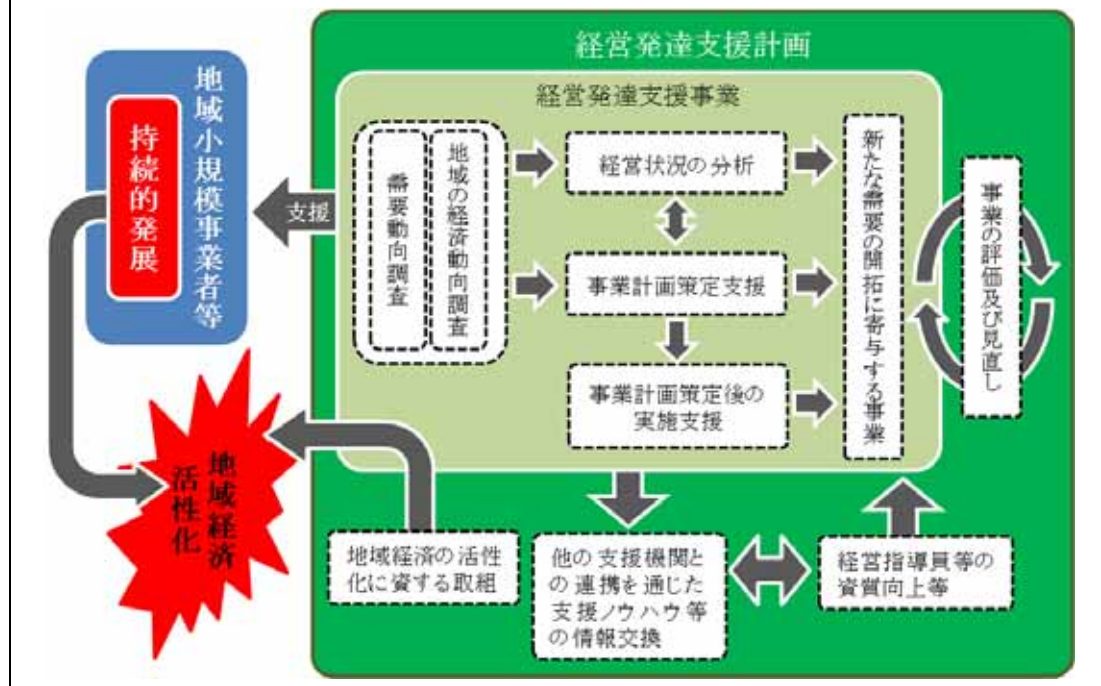 経営発達支援計画
経営発達支援事業
地域小規模事業者等
持続的発展
支援
需要動向調査
地域の経済動向調査
経営状況の分析
事業計画策定支援
事業計画策定後の
実施支援
新たな需要の開拓に寄与する事業
事業の評価及び見直し
地域経済
活性化
地域経済の活性
化に資する取組
他の支援機関と
の連携を通じた
支援ノウハウ等
の情報交換
経営指導員等の
資質向上等